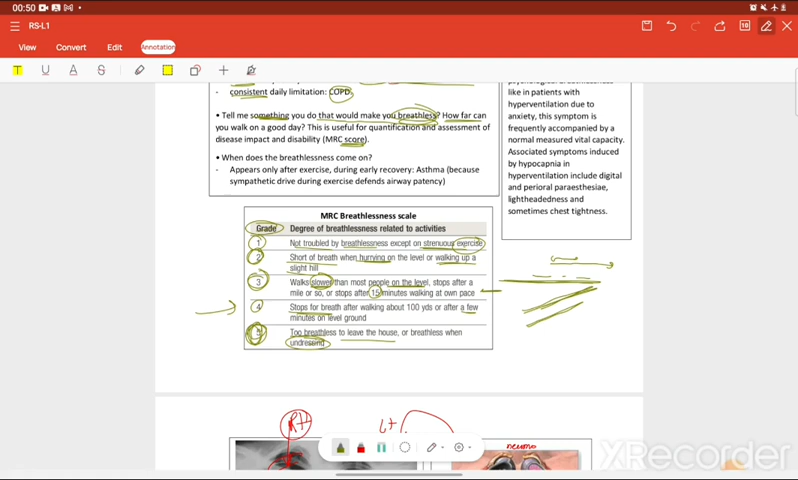 00:50
RS-L1
10
View Convert Edit Annotation
consistent daily limitation: COPD
• Tell me something you do that would make you breathless? How far can
you walk on a good day? This is useful for quantification and assessment of
disease impact and disability (MRC score).
• When does the breathlessness come on?
- Appears only after exercise, during early recovery: Asthma (because
sympathetic drive during exercise defends airway patency)
like in patients with
hyperventilation due to
anxiety, this symptom is
frequently accompanied by
normal measured vital capacity.
Associated symptoms induced
by hypocapnia in
hyperventilation include digital
and perioral paraesthesiae,
lightheadedness and
sometimes chest tightness.
MRC Breathlessness scale
Grade Degree of breathlessness related to activities
1 Not troubled by breathlessness except on strenuous exercise
2 Short of breath when hurrying on the level or walking up a
slight hill
3 Walks slower than most people on the level, stops after a
mile or so, or stops after 15 minutes walking at own pace
4 Stops for breath after walking about 100 yds or after a few
minutes on level ground
5 Too breathless to leave the house, or breathless when
undressing
XRecorder